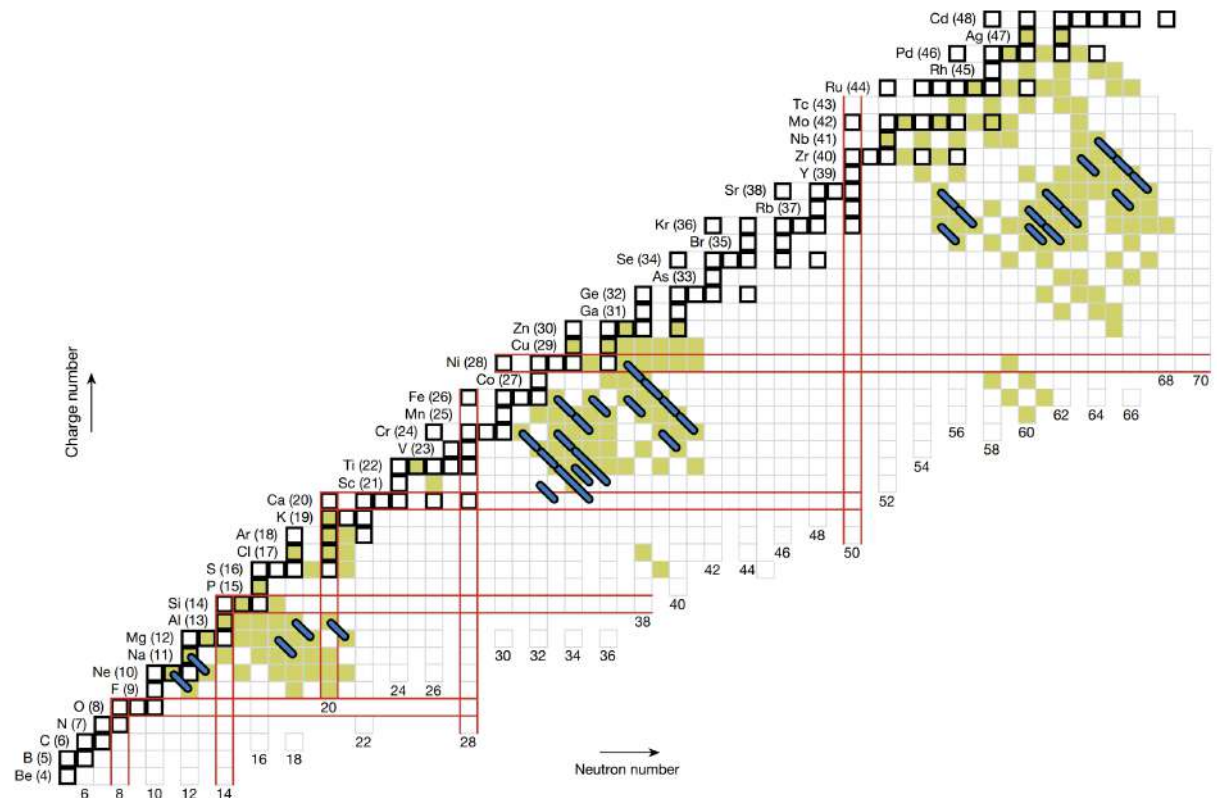 Cd (48)
Ag (47)
Pd (46)
Rh (45)
Ru (44)
Tc (43)
Mo (42)
Nb (41)
Zr (40)
Y (39)
Sr (38)
Rb (37)
Kr (36)
Br (35)
Se (34)
As (33)
Ge (32)
Ga (31)
Zn (30)
Cu (29)
Ni (28)
Co (27)
Fe (26)
Mn (25)
Cr (24)
V (23)
Ti (22)
Sc (21)
Ca (20)
K (19)
Ar (18)
Cl (17)
S (16)
P (15)
Si (14)
Al (13)
Mg (12)
Na (11)
Ne (10)
F (9)
O (8)
N (7)
C (6)
B (5)
Be (4)
Charge number
Neutron number
6
8
10
12
14
16
18
20
22
24
26
28
30
32
34
36
38
40
42
44
46
48
50
52
54
56
58
60
62
64
66
68
70